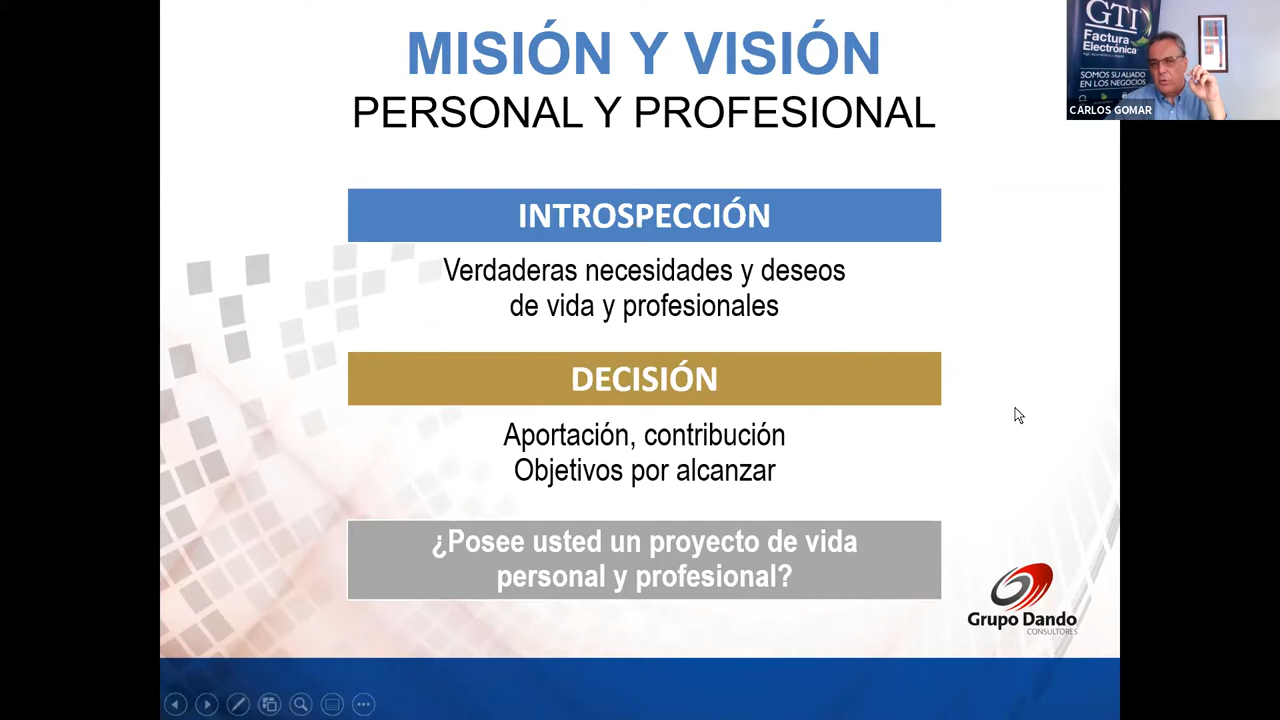 MISIÓN Y VISIÓN
PERSONAL Y PROFESIONAL
INTROSPECCIÓN
Verdaderas necesidades y deseos
de vida y profesionales
DECISIÓN
Aportación, contribución
Objetivos por alcanzar
¿Posee usted un proyecto de vida
personal y profesional?
Grupo Dando
CONSULTORES
GTI
Factura
Electrónica
SOMOS SU ALIADO
EN LOS NEGOCIOS
CARLOS GOMAR